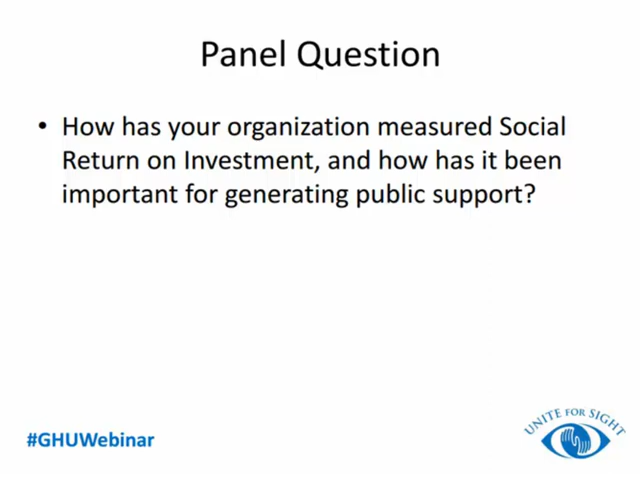 Panel Question
• How has your organization measured Social
Return on Investment, and how has it been
important for generating public support?
UNITE FOR SIGHT
#GHUWebinar